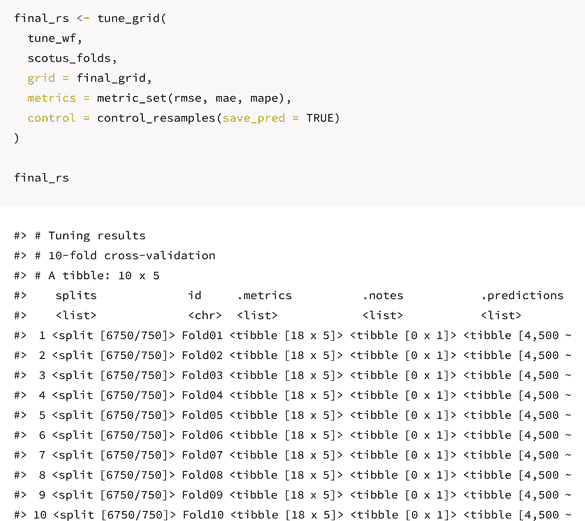 final_rs <- tune_grid(
  tune_wf,
  scotus_folds,
  grid = final_grid,
  metrics = metric_set(rmse, mae, mape),
  control = control_resamples(save_pred = TRUE)
)
final_rs
#> # Tuning results
#> # 10-fold cross-validation
#> # A tibble: 10 x 5
#>    splits             id     .metrics          .notes           .predictions
#>    <list>             <chr>  <list>            <list>           <list>
#>  1 <split [6750/750]> Fold01 <tibble [18 x 5]> <tibble [0 x 1]> <tibble [4,500 ~
#>  2 <split [6750/750]> Fold02 <tibble [18 x 5]> <tibble [0 x 1]> <tibble [4,500 ~
#>  3 <split [6750/750]> Fold03 <tibble [18 x 5]> <tibble [0 x 1]> <tibble [4,500 ~
#>  4 <split [6750/750]> Fold04 <tibble [18 x 5]> <tibble [0 x 1]> <tibble [4,500 ~
#>  5 <split [6750/750]> Fold05 <tibble [18 x 5]> <tibble [0 x 1]> <tibble [4,500 ~
#>  6 <split [6750/750]> Fold06 <tibble [18 x 5]> <tibble [0 x 1]> <tibble [4,500 ~
#>  7 <split [6750/750]> Fold07 <tibble [18 x 5]> <tibble [0 x 1]> <tibble [4,500 ~
#>  8 <split [6750/750]> Fold08 <tibble [18 x 5]> <tibble [0 x 1]> <tibble [4,500 ~
#>  9 <split [6750/750]> Fold09 <tibble [18 x 5]> <tibble [0 x 1]> <tibble [4,500 ~
#> 10 <split [6750/750]> Fold10 <tibble [18 x 5]> <tibble [0 x 1]> <tibble [4,500 ~